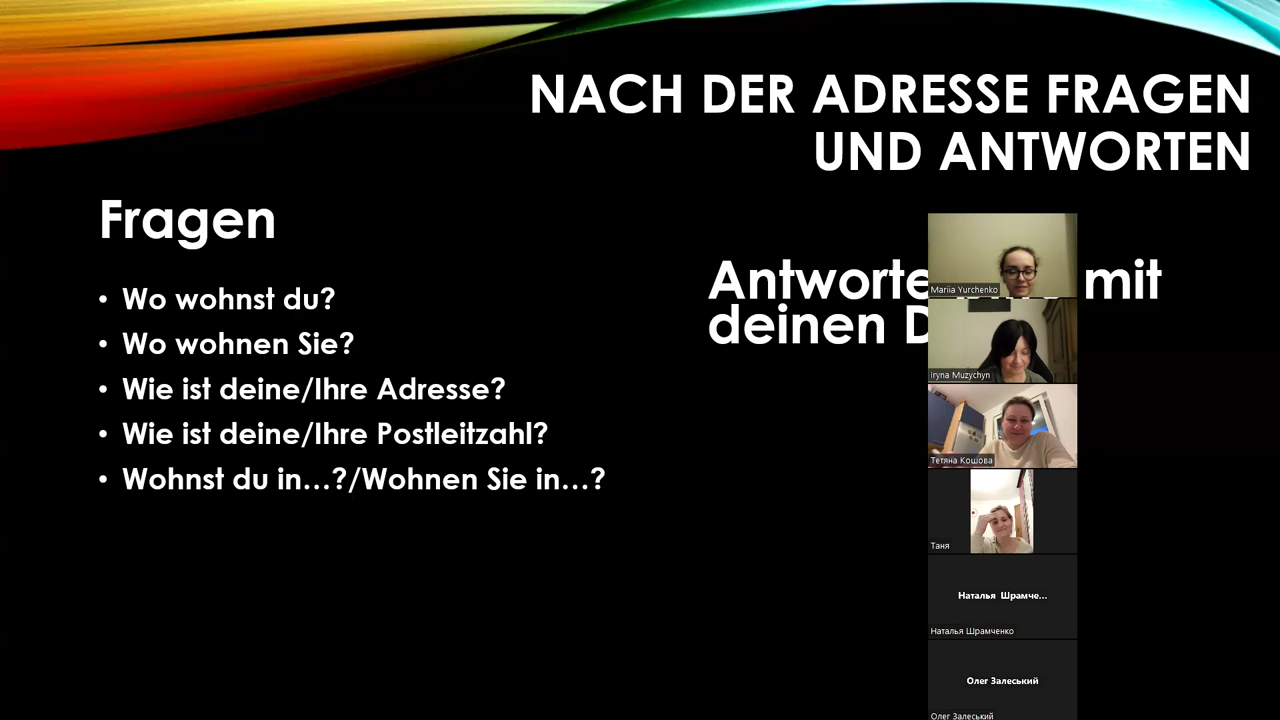 NACH DER ADRESSE FRAGEN
UND ANTWORTEN
Fragen
• Wo wohnst du?
• Wo wohnen Sie?
• Wie ist deine/Ihre Adresse?
• Wie ist deine/Ihre Postleitzahl?
• Wohnst du in…?/Wohnen Sie in…?
mit
deinen
Mariia Yurchenko
Iryna Muzychyn
Тетяна Кошова
Таня
Наталья Шрамче...
Наталья Шрамченко
Олег Залеський
Олег Залеський